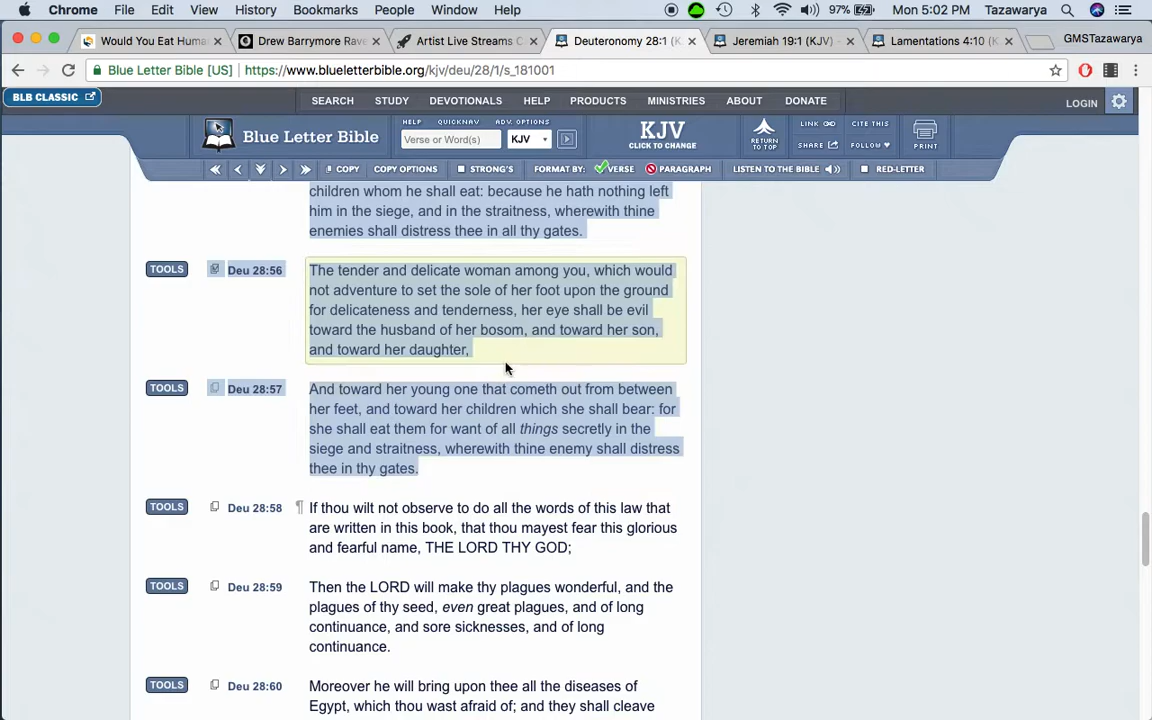 Chrome File Edit View History Bookmarks People Window Help 97% Mon 5:02 PM Tazawarya
Would You Eat Huma Drew Barrymore Rave Artist Live Streams C Deuteronomy 28:1 (K Jeremiah 19:1 (KJV) - Lamentations 4:10 (K GMSTazawarya
Blue Letter Bible [US] https://www.blueletterbible.org/kjv/deu/28/1/s_181001
BLB CLASSIC SEARCH STUDY DEVOTIONALS HELP PRODUCTS MINISTRIES ABOUT DONATE LOGIN
HELP QUICKNAV ADV. OPTIONS
Blue Letter Bible Verse or Word(s) KJV KJV CLICK TO CHANGE RETURN TO TOP LINK CITE THIS SHARE FOLLOW PRINT
COPY COPY OPTIONS STRONG'S FORMAT BY: VERSE PARAGRAPH LISTEN TO THE BIBLE RED-LETTER
children whom he shall eat: because he hath nothing left
him in the siege, and in the straitness, wherewith thine
enemies shall distress thee in all thy gates.
TOOLS Deu 28:56 The tender and delicate woman among you, which would
not adventure to set the sole of her foot upon the ground
for delicateness and tenderness, her eye shall be evil
toward the husband of her bosom, and toward her son,
and toward her daughter,
TOOLS Deu 28:57 And toward her young one that cometh out from between
her feet, and toward her children which she shall bear: for
she shall eat them for want of all things secretly in the
siege and straitness, wherewith thine enemy shall distress
thee in thy gates.
TOOLS Deu 28:58 ¶ If thou wilt not observe to do all the words of this law that
are written in this book, that thou mayest fear this glorious
and fearful name, THE LORD THY GOD;
TOOLS Deu 28:59 Then the LORD will make thy plagues wonderful, and the
plagues of thy seed, even great plagues, and of long
continuance, and sore sicknesses, and of long
continuance.
TOOLS Deu 28:60 Moreover he will bring upon thee all the diseases of
Egypt, which thou wast afraid of; and they shall cleave